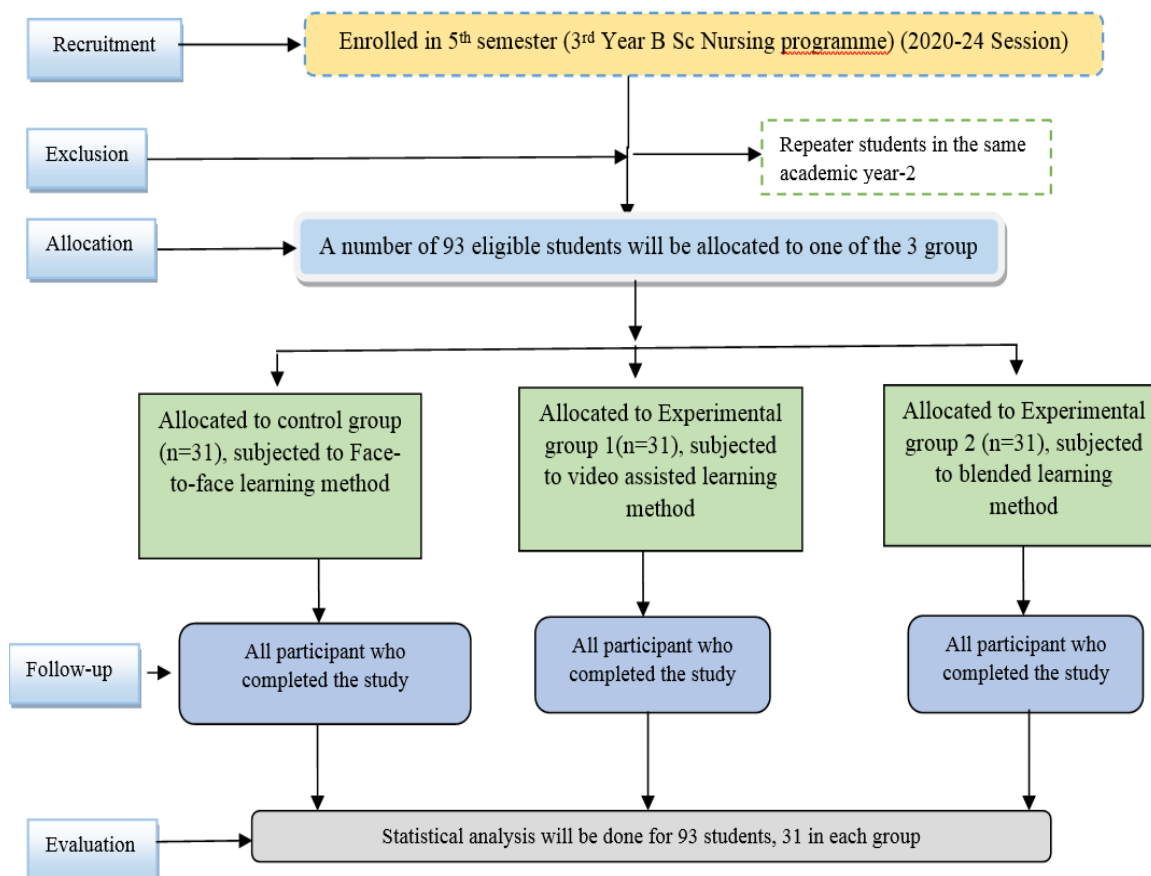 Recruitment
Enrolled in 5th semester (3rd Year B Sc Nursing programme) (2020-24 Session)
Exclusion
Repeater students in the same
academic year-2
Allocation
A number of 93 eligible students will be allocated to one of the 3 group
Allocated to control group
(n=31), subjected to Face-
to-face learning method
Allocated to Experimental
group 1(n=31), subjected
to video assisted learning
method
Allocated to Experimental
group 2 (n=31), subjected
to blended learning
method
Follow-up
All participant who
completed the study
All participant who
completed the study
All participant who
completed the study
Evaluation
Statistical analysis will be done for 93 students, 31 in each group